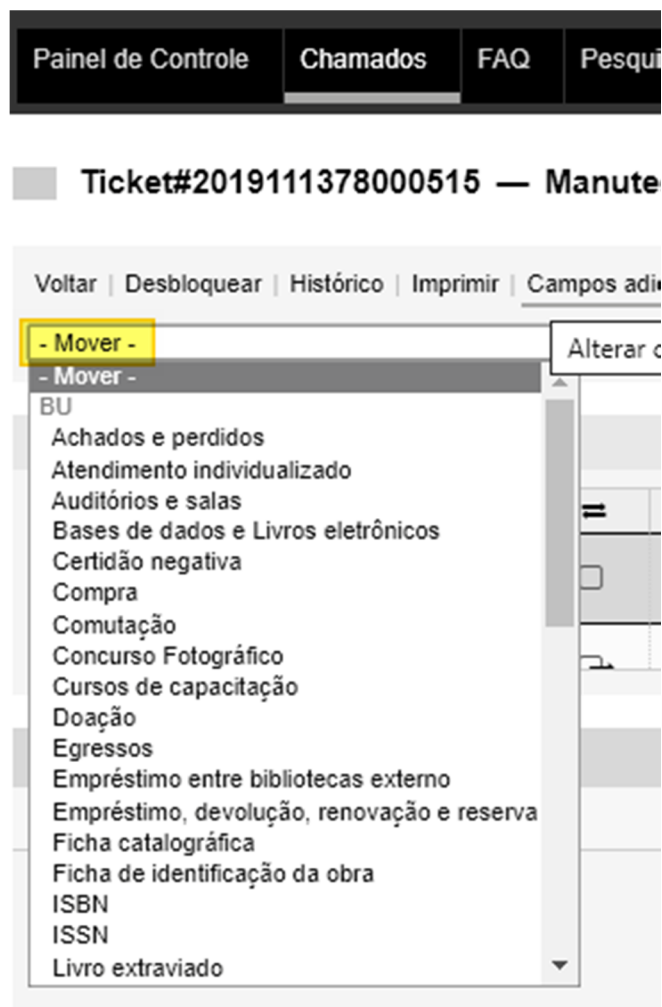 Painel de Controle Chamados FAQ Pesqui
Ticket#2019111378000515 — Manute
Voltar | Desbloquear | Histórico | Imprimir | Campos adi
- Mover -
Alterar
- Mover -
BU
Achados e perdidos
Atendimento individualizado
Auditórios e salas
Bases de dados e Livros eletrônicos
Certidão negativa
Compra
Comutação
Concurso Fotográfico
Cursos de capacitação
Doação
Egressos
Empréstimo entre bibliotecas externo
Empréstimo, devolução, renovação e reserva
Ficha catalográfica
Ficha de identificação da obra
ISBN
ISSN
Livro extraviado